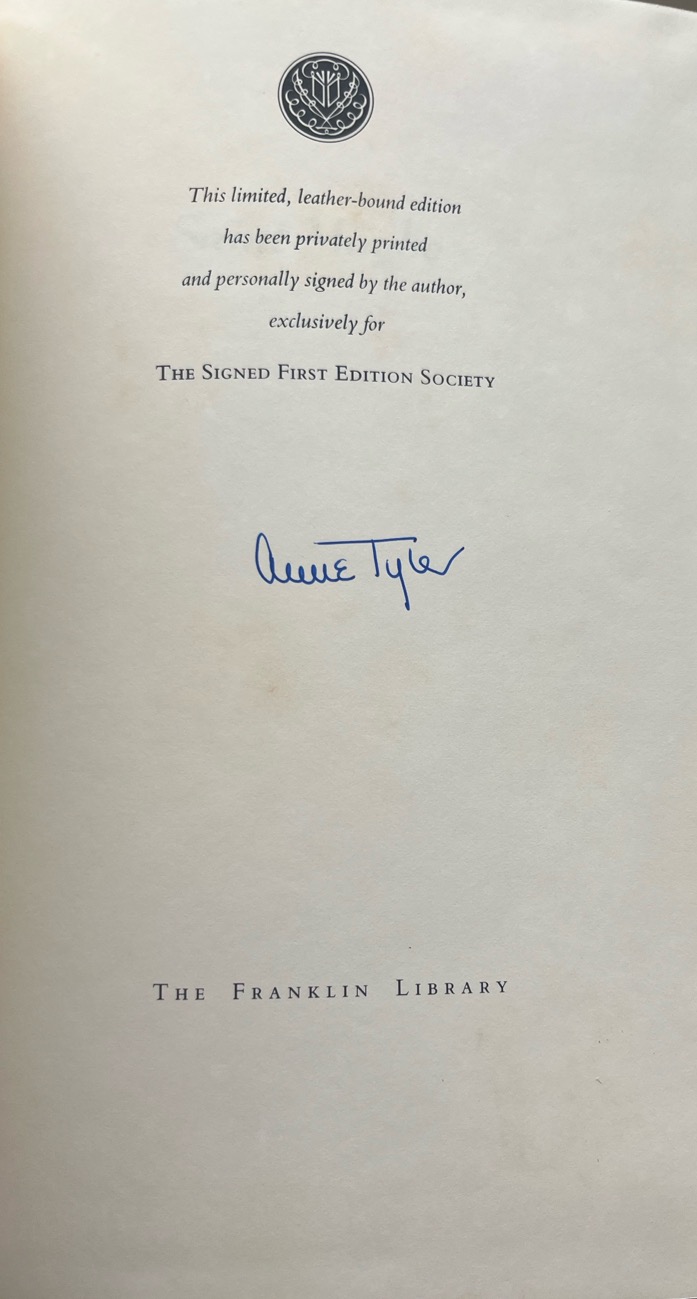 This limited, leather-bound edition
has been privately printed
and personally signed by the author,
exclusively for
THE SIGNED FIRST EDITION SOCIETY
Anne Tyler
THE FRANKLIN LIBRARY